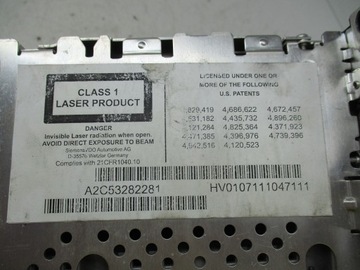 CLASS 1
LASER PRODUCT
DANGER
Invisible Laser radiation when open.
AVOID DIRECT EXPOSURE TO BEAM
Siemens VDO Automotive AG
D-35576 Wetzlar Germany
Complies with 21CFR1040.10
LICENSED UNDER ONE OR
MORE OF THE FOLLOWING
U.S. PATENTS
4,686,622 4,672,457
4,435,732 4,896,260
4,825,364 4,371,923
4,396,976 4,739,396
4,942,516 4,120,523
A2C53282281
HV0107111047111